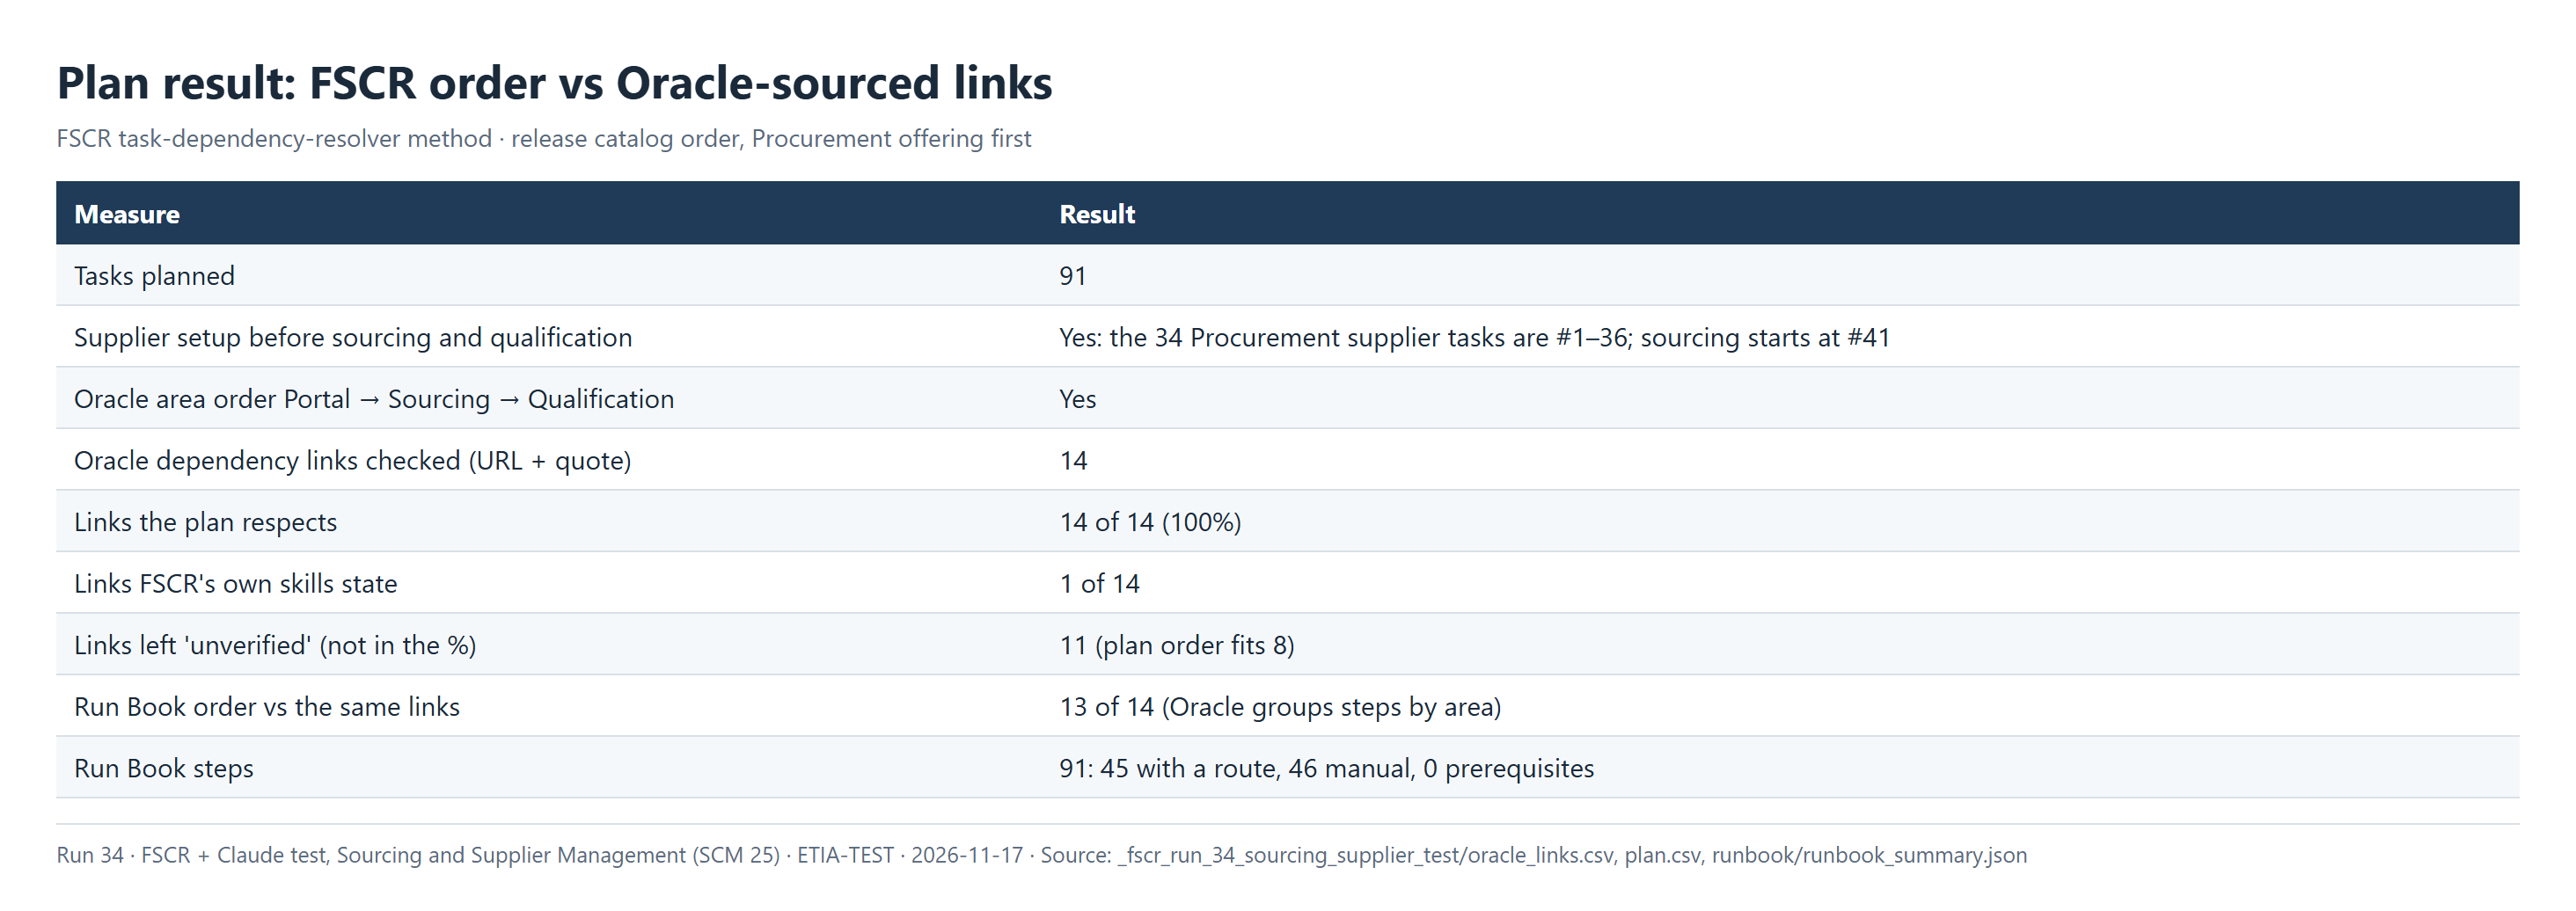 Plan result: FSCR order vs Oracle-sourced links
FSCR task-dependency-resolver method · release catalog order, Procurement offering first
Measure Result
Tasks planned 91
Supplier setup before sourcing and qualification Yes: the 34 Procurement supplier tasks are #1–36; sourcing starts at #41
Oracle area order Portal → Sourcing → Qualification Yes
Oracle dependency links checked (URL + quote) 14
Links the plan respects 14 of 14 (100%)
Links FSCR's own skills state 1 of 14
Links left 'unverified' (not in the %) 11 (plan order fits 8)
Run Book order vs the same links 13 of 14 (Oracle groups steps by area)
Run Book steps 91: 45 with a route, 46 manual, 0 prerequisites
Run 34 · FSCR + Claude test, Sourcing and Supplier Management (SCM 25) · ETIA-TEST · 2026-11-17 · Source: _fscr_run_34_sourcing_supplier_test/oracle_links.csv, plan.csv, runbook/runbook_summary.json